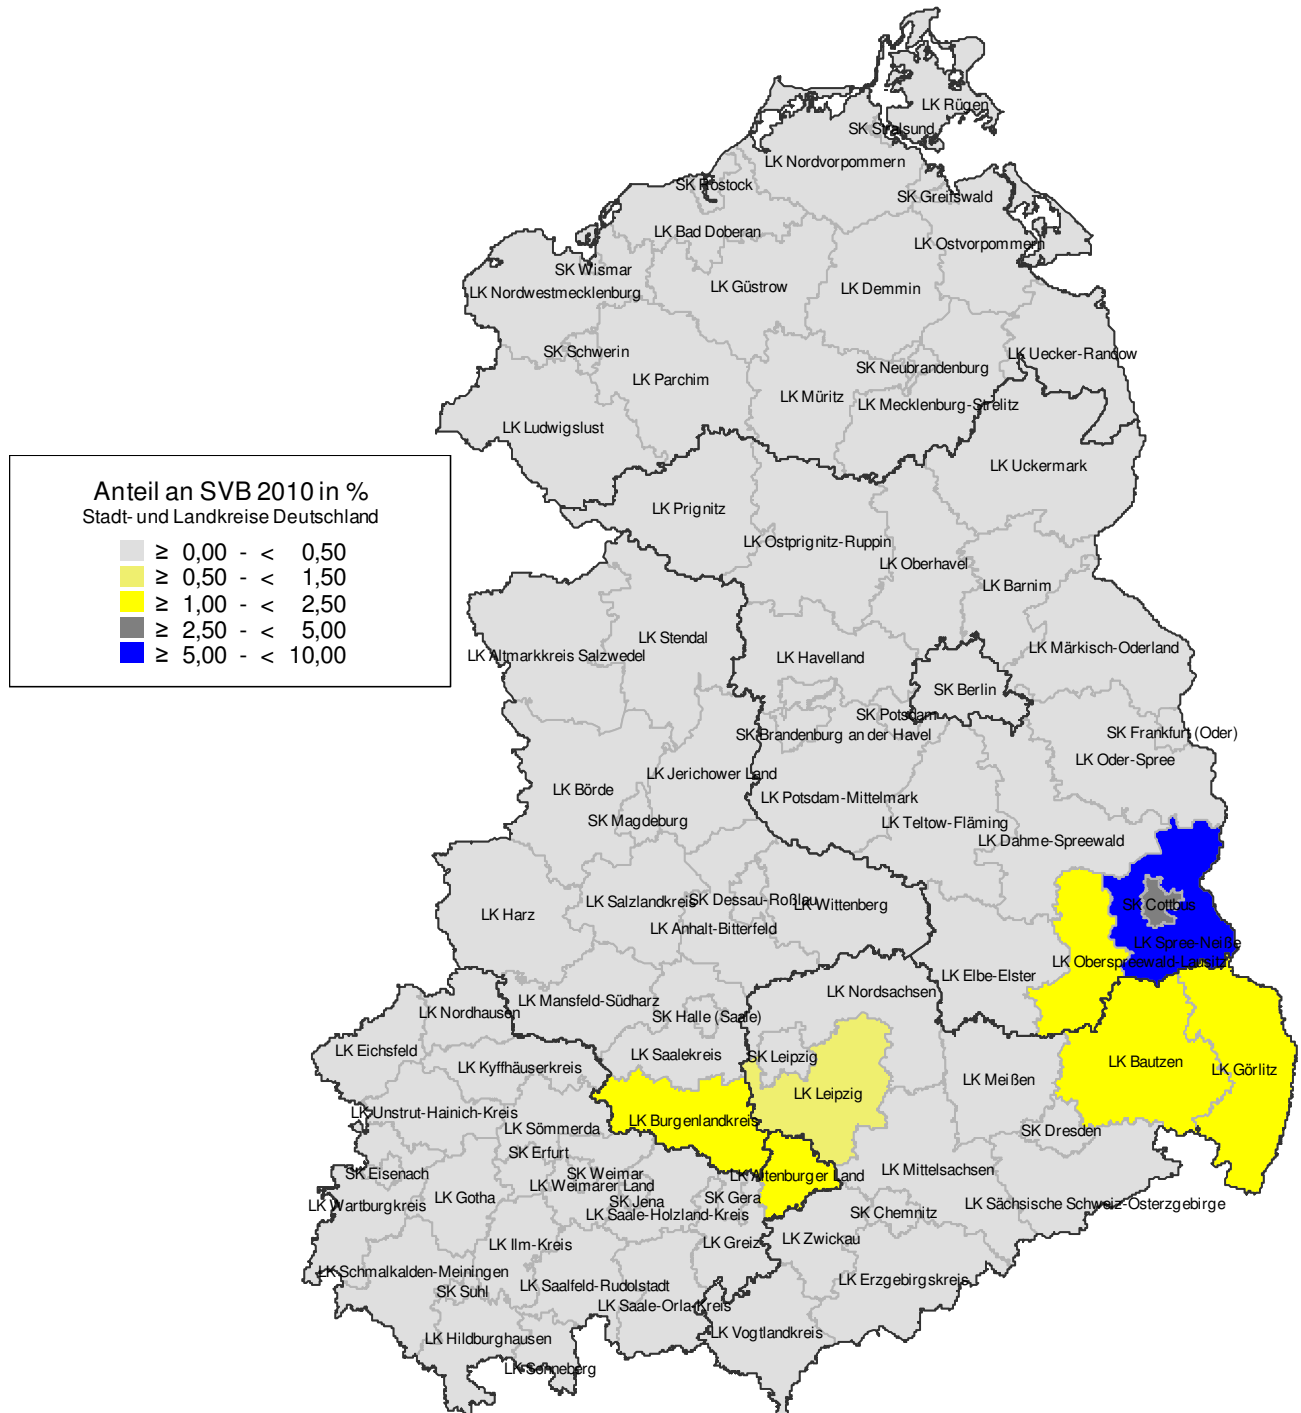 LK Rügen
SK Stralsund
LK Nordvorpommern
SK Rostock
SK Greifswald
LK Bad Doberan
LK Ostvorpommern
SK Wismar
LK Güstrow
LK Demmin
LK Nordwestmecklenburg
SK Schwerin
LK Uecker-Randow
SK Neubrandenburg
LK Parchim
LK Müritz
LK Mecklenburg-Strelitz
LK Ludwigslust
LK Uckermark
Anteil an SVB 2010 in %
Stadt- und Landkreise Deutschland
≥ 0,00 - < 0,50
≥ 0,50 - < 1,50
≥ 1,00 - < 2,50
≥ 2,50 - < 5,00
≥ 5,00 - < 10,00
LK Prignitz
LK Ostprignitz-Ruppin
LK Oberhavel
LK Barnim
LK Stendal
LK Altmarkkreis Salzwedel
LK Havelland
LK Märkisch-Oderland
SK Berlin
SK Potsdam
SK Brandenburg an der Havel
SK Frankfurt (Oder)
LK Oder-Spree
LK Jerichower Land
LK Börde
LK Potsdam-Mittelmark
SK Magdeburg
LK Teltow-Fläming
LK Dahme-Spreewald
LK Salzlandkreis
SK Dessau-Roßlau
LK Wittenberg
SK Cottbus
LK Harz
LK Anhalt-Bitterfeld
LK Spree-Neiße
LK Oberspreewald-Lausitz
LK Elbe-Elster
LK Nordsachsen
LK Mansfeld-Südharz
LK Nordhausen
SK Halle (Saale)
LK Eichsfeld
LK Saalekreis
SK Leipzig
LK Kyffhäuserkreis
LK Bautzen
LK Görlitz
LK Meißen
LK Leipzig
LK Unstrut-Hainich-Kreis
LK Burgenlandkreis
LK Sömmerda
SK Dresden
SK Erfurt
SK Eisenach
SK Weimar
LK Weimarer Land
LK Altenburger Land
LK Mittelsachsen
LK Wartburgkreis
LK Gotha
SK Jena
SK Gera
LK Saale-Holzland-Kreis
SK Chemnitz
LK Sächsische Schweiz-Osterzgebirge
LK Ilm-Kreis
LK Greiz
LK Zwickau
LK Schmalkalden-Meiningen
SK Suhl
LK Saalfeld-Rudolstadt
LK Erzgebirgskreis
LK Saale-Orla-Kreis
LK Hildburghausen
LK Vogtlandkreis
LK Sonneberg